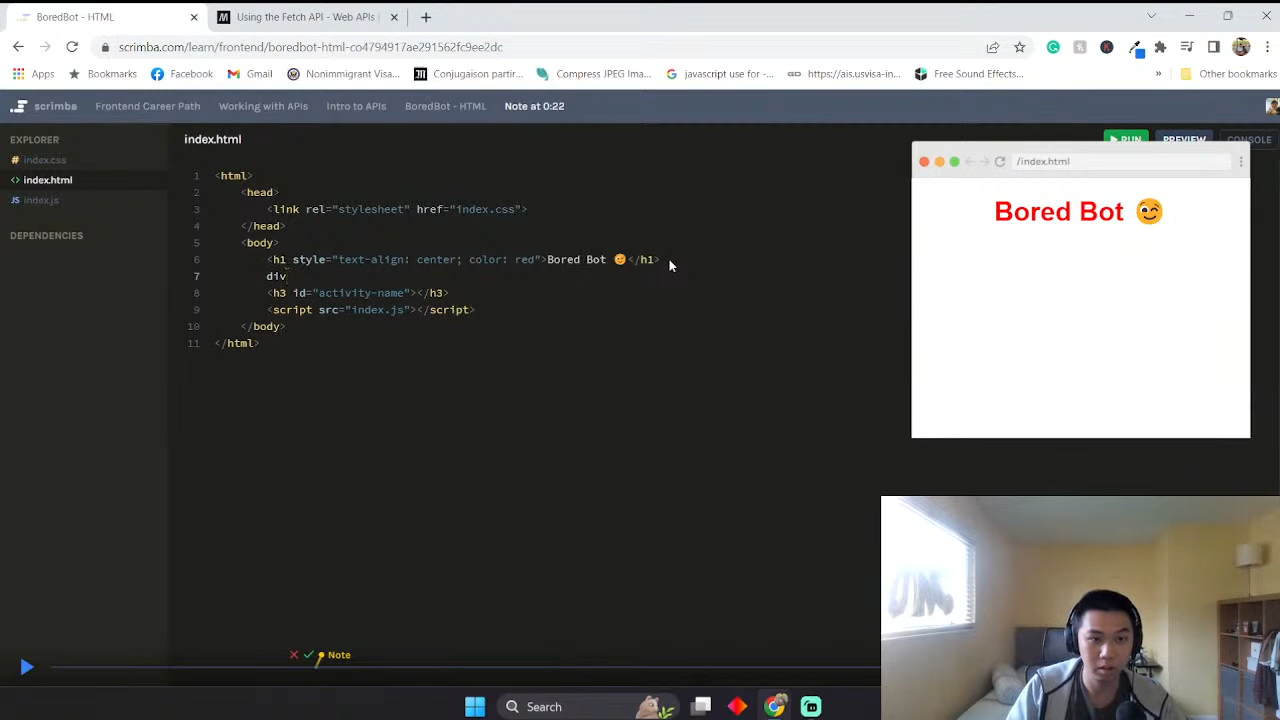 BoredBot - HTML
Using the Fetch API - Web APIs |
scrimba.com/learn/frontend/boredbot-html-co4794917ae291562fc9ee2dc
Apps Bookmarks Facebook Gmail Nonimmigrant Visa... Conjugaison partir... Compress JPEG Imag... javascript use for -... https://ais.usvisa-in... Free Sound Effects... » Other bookmarks
scrimba Frontend Career Path Working with APIs Intro to APIs BoredBot - HTML Note at 0:22
EXPLORER
index.css
index.html
index.js
DEPENDENCIES
index.html
RUN PREVIEW CONSOLE
1 <html>
2 <head>
3 <link rel="stylesheet" href="index.css">
4 </head>
5 <body>
6 <h1 style="text-align: center; color: red">Bored Bot 😉</h1>
7 div
8 <h3 id="activity-name"></h3>
9 <script src="index.js"></script>
10 </body>
11 </html>
/index.html
Bored Bot 😉
Note
Search